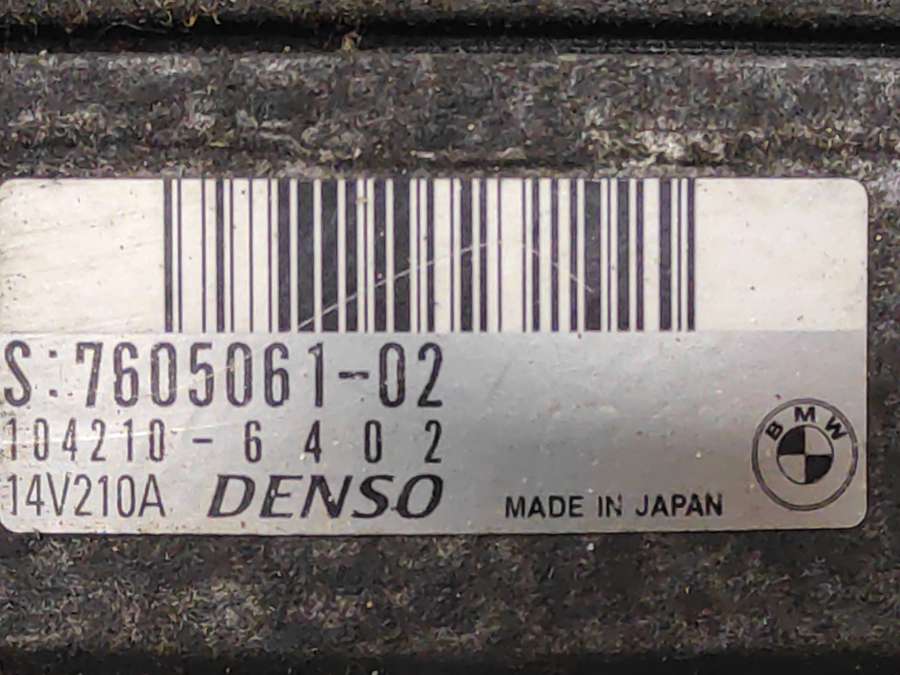 S:7605061-02
104210-6402
14V210A DENSO MADE IN JAPAN
BMW